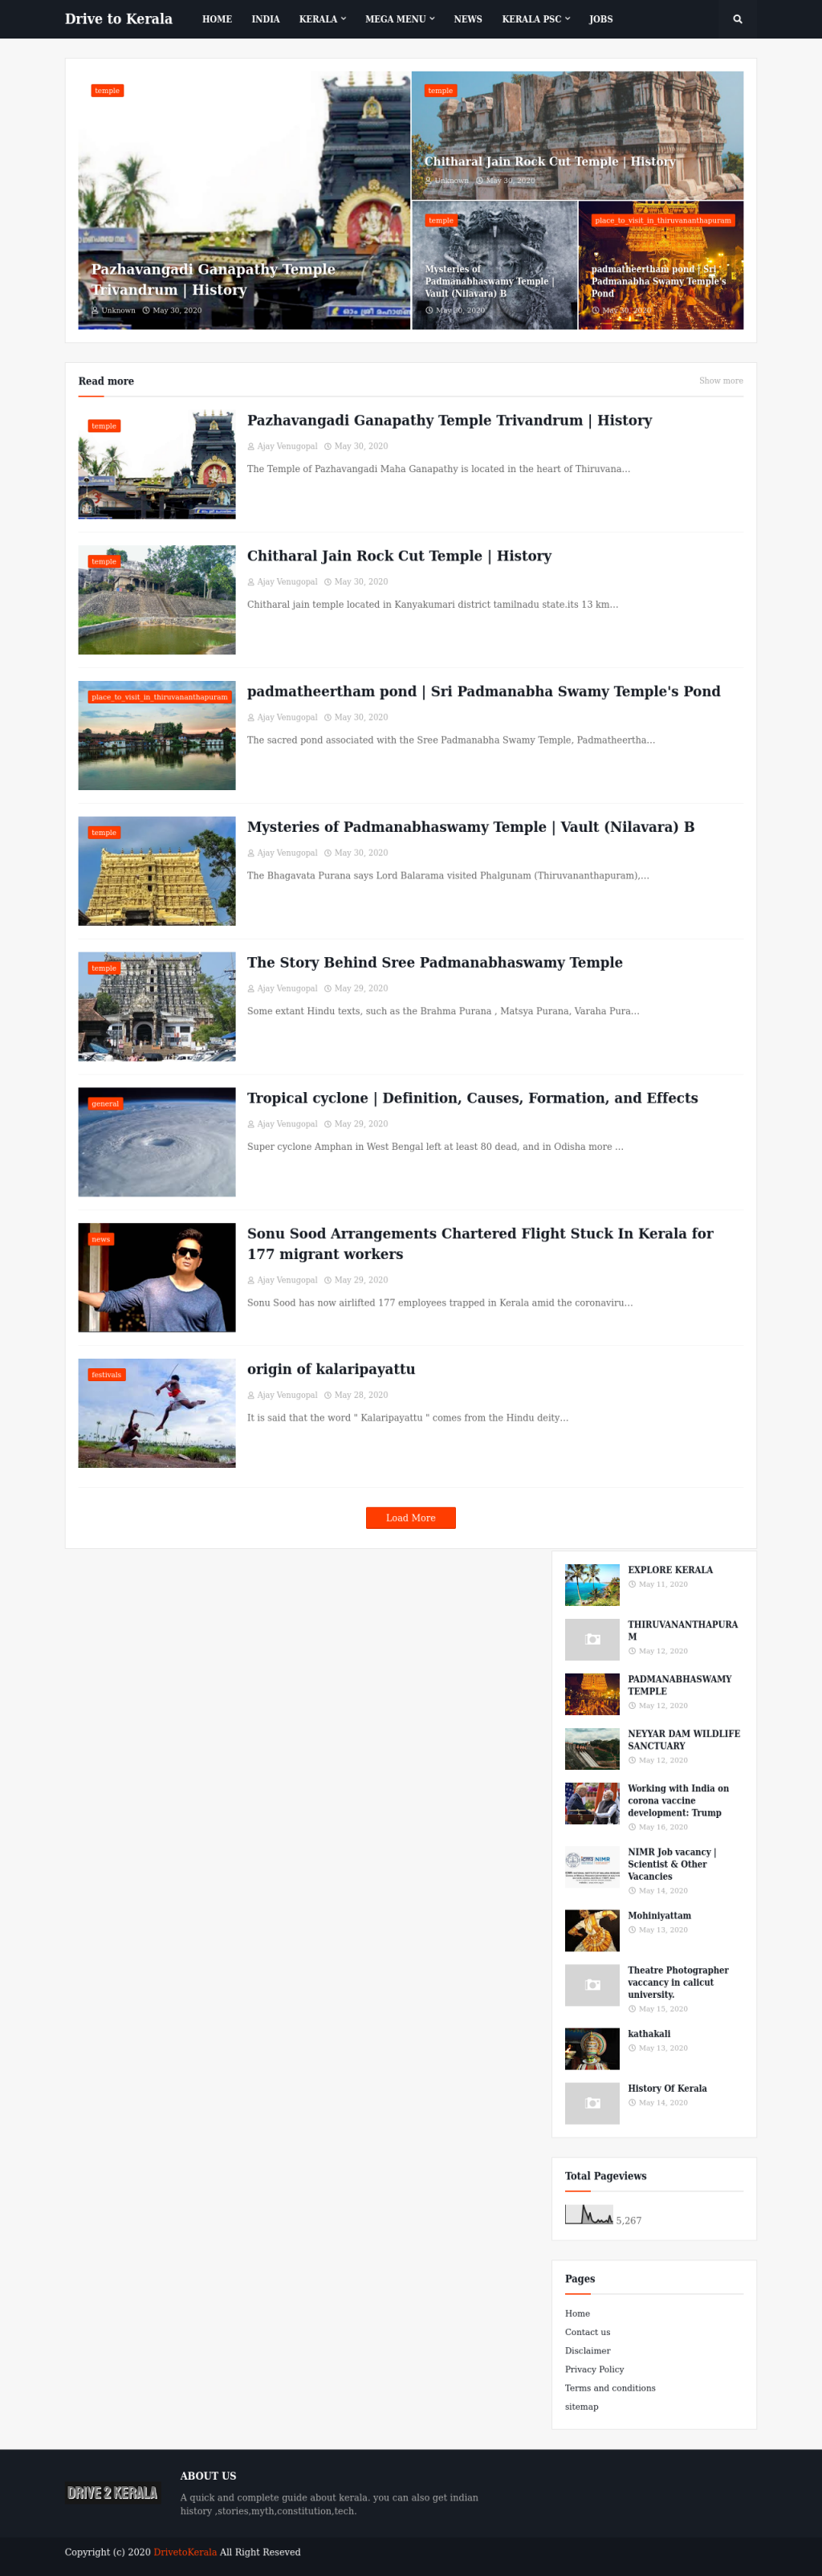 Drive to Kerala
HOME INDIA KERALA MEGA MENU NEWS KERALA PSC JOBS
temple
Pazhavangadi Ganapathy Temple
Trivandrum | History
Unknown May 30, 2020
temple
Chitharal Jain Rock Cut Temple | History
Unknown May 30, 2020
temple
Mysteries of
Padmanabhaswamy Temple |
Vault (Nilavara) B
May 30, 2020
place_to_visit_in_thiruvananthapuram
padmatheertham pond | Sri
Padmanabha Swamy Temple's
Pond
May 30, 2020
Read more
Show more
temple
Pazhavangadi Ganapathy Temple Trivandrum | History
Ajay Venugopal May 30, 2020
The Temple of Pazhavangadi Maha Ganapathy is located in the heart of Thiruvana...
temple
Chitharal Jain Rock Cut Temple | History
Ajay Venugopal May 30, 2020
Chitharal jain temple located in Kanyakumari district tamilnadu state.its 13 km...
place_to_visit_in_thiruvananthapuram
padmatheertham pond | Sri Padmanabha Swamy Temple's Pond
Ajay Venugopal May 30, 2020
The sacred pond associated with the Sree Padmanabha Swamy Temple, Padmatheertha...
temple
Mysteries of Padmanabhaswamy Temple | Vault (Nilavara) B
Ajay Venugopal May 30, 2020
The Bhagavata Purana says Lord Balarama visited Phalgunam (Thiruvananthapuram),...
temple
The Story Behind Sree Padmanabhaswamy Temple
Ajay Venugopal May 29, 2020
Some extant Hindu texts, such as the Brahma Purana , Matsya Purana, Varaha Pura...
general
Tropical cyclone | Definition, Causes, Formation, and Effects
Ajay Venugopal May 29, 2020
Super cyclone Amphan in West Bengal left at least 80 dead, and in Odisha more ...
news
Sonu Sood Arrangements Chartered Flight Stuck In Kerala for
177 migrant workers
Ajay Venugopal May 29, 2020
Sonu Sood has now airlifted 177 employees trapped in Kerala amid the coronaviru...
festivals
origin of kalaripayattu
Ajay Venugopal May 28, 2020
It is said that the word " Kalaripayattu " comes from the Hindu deity...
Load More
EXPLORE KERALA
May 11, 2020
THIRUVANANTHAPURA
M
May 12, 2020
PADMANABHASWAMY
TEMPLE
May 12, 2020
NEYYAR DAM WILDLIFE
SANCTUARY
May 12, 2020
Working with India on
corona vaccine
development: Trump
May 16, 2020
NIMR
NIMR Job vacancy |
Scientist & Other
Vacancies
May 14, 2020
Mohiniyattam
May 13, 2020
Theatre Photographer
vaccancy in calicut
university.
May 15, 2020
kathakali
May 13, 2020
History Of Kerala
May 14, 2020
Total Pageviews
5,267
Pages
Home
Contact us
Disclaimer
Privacy Policy
Terms and conditions
sitemap
DRIVE 2 KERALA
ABOUT US
A quick and complete guide about kerala. you can also get indian
history ,stories,myth,constitution,tech.
Copyright (c) 2020 DrivetoKerala All Right Reseved